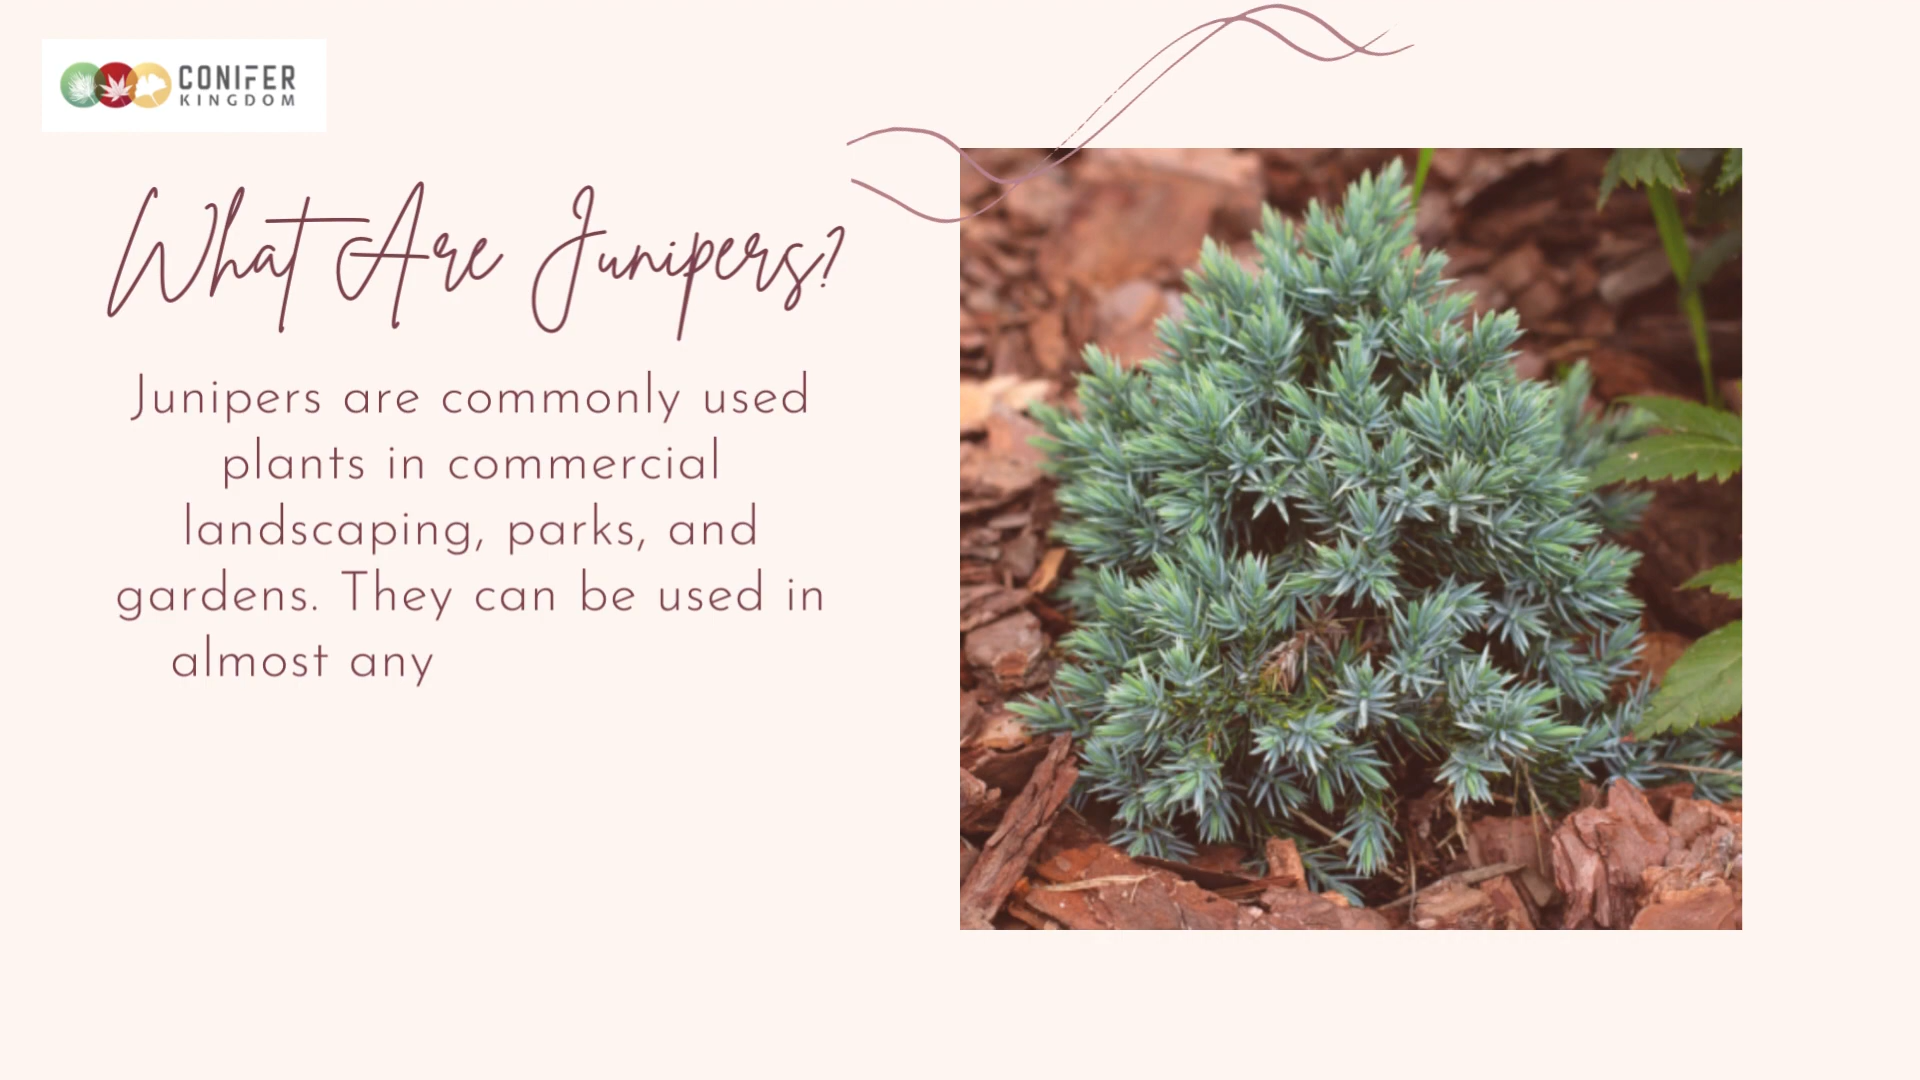 CONIFER
KINGDOM
What Are Junipers?
Junipers are commonly used
plants in commercial
landscaping, parks, and
gardens. They can be used in
almost any